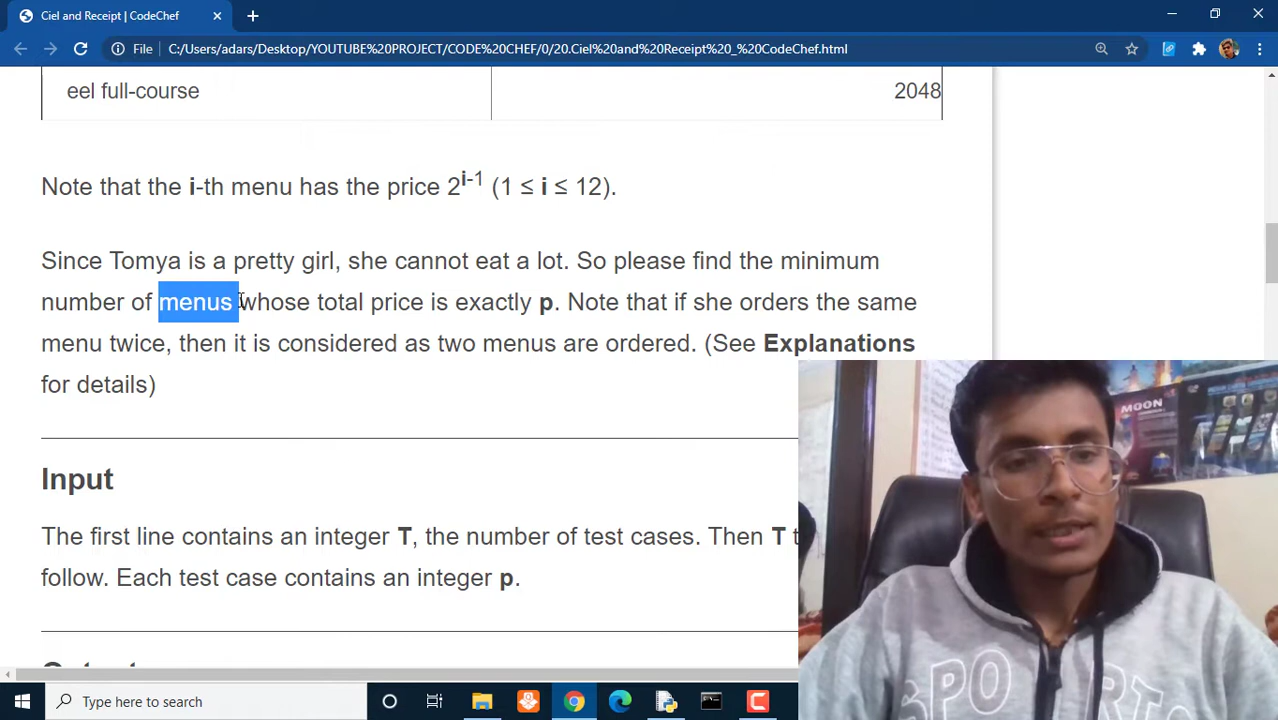 Ciel and Receipt | CodeChef
File
C:/Users/adars/Desktop/YOUTUBE%20PROJECT/CODE%20CHEF/0/20.Ciel%20and%20Receipt%20_%20CodeChef.html
eel full-course 2048
Note that the i-th menu has the price 2^i-1 (1 ≤ i ≤ 12).
Since Tomya is a pretty girl, she cannot eat a lot. So please find the minimum
number of menus whose total price is exactly p. Note that if she orders the same
menu twice, then it is considered as two menus are ordered. (See Explanations
for details)
MOON
Input
The first line contains an integer T, the number of test cases. Then T t
follow. Each test case contains an integer p.
SPORT
Type here to search